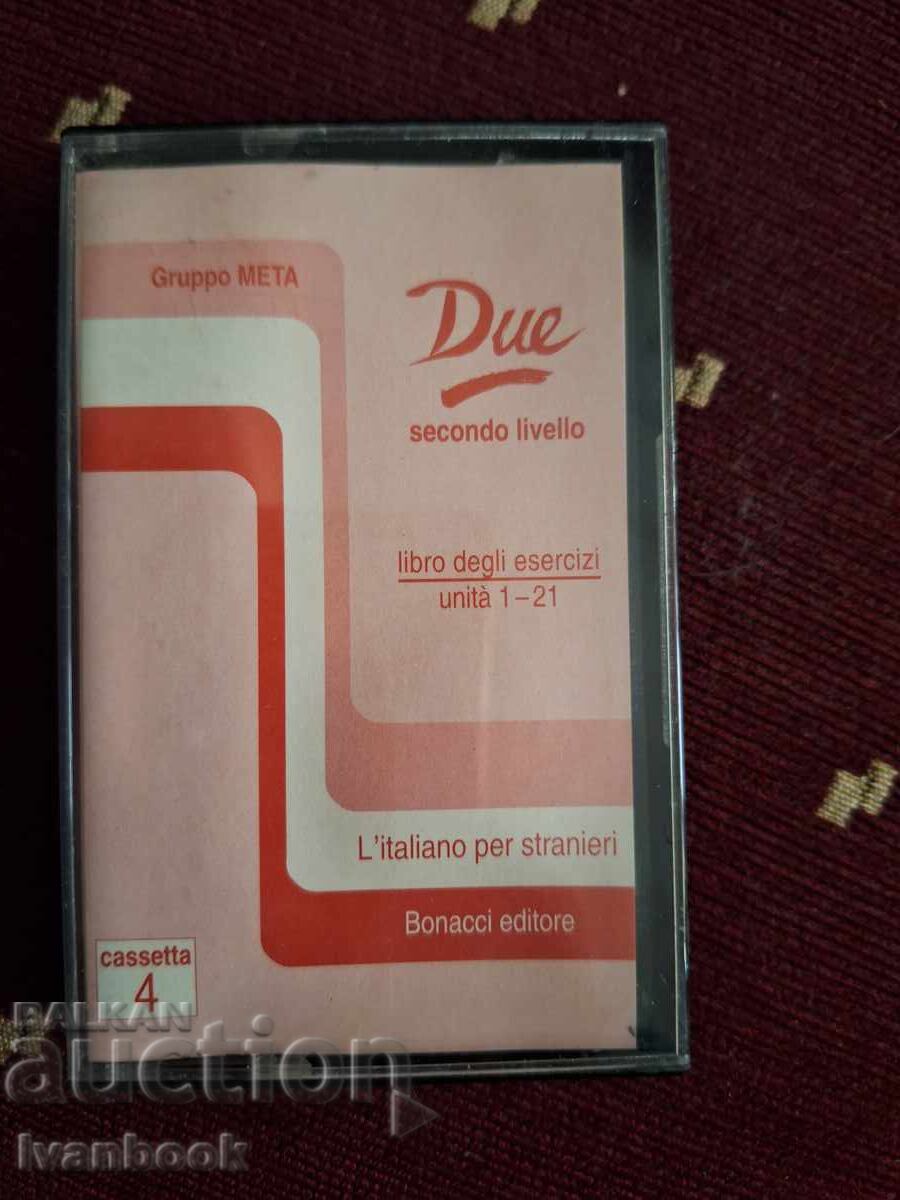 Gruppo META
Due
secondo livello
libro degli esercizi
unità 1–21
L'italiano per stranieri
Bonacci editore
cassetta
4
BALKAN
auction
Ivanbook